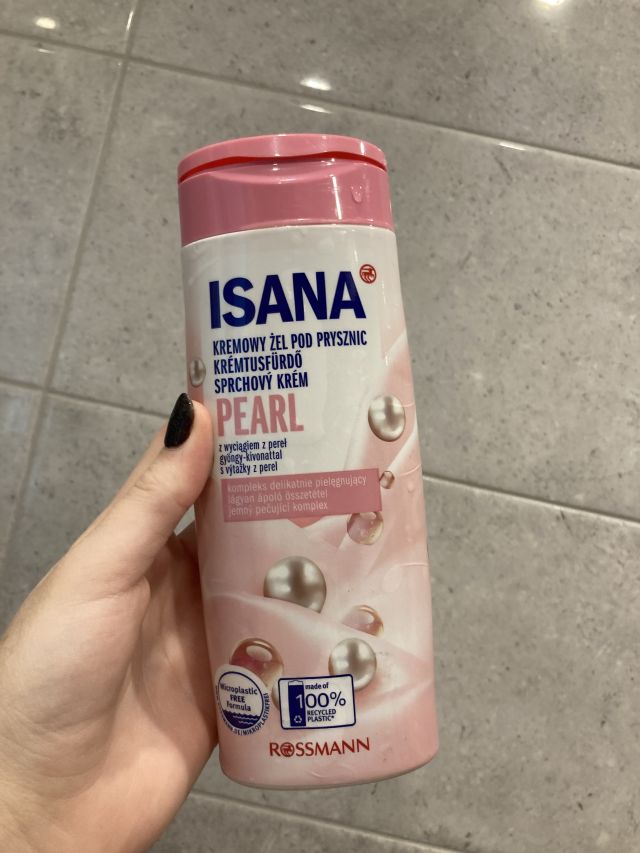 ISANA
KREMOWY ŻEL POD PRYSZNIC
KRÉMTUSFÜRDŐ
SPRCHOVÝ KRÉM
PEARL
z wyciągiem z pereł
gyöngy-kivonattal
s výtažky z perel
kompleks delikatnie pielęgnujący
lágyan ápoló összetétel
jemný pečující komplex
Microplastic
FREE
Formula
made of
100%
RECYCLED
PLASTIC*
ROSSMANN